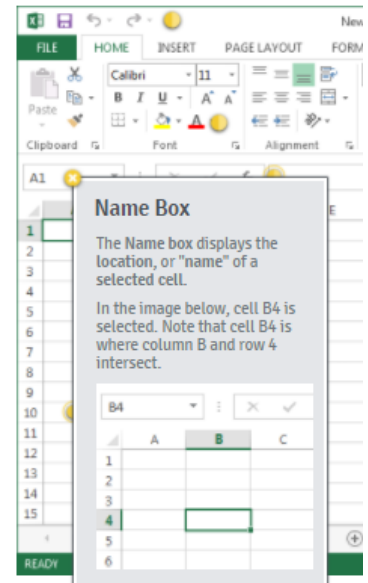 New
FILE HOME INSERT PAGE LAYOUT FORM
Calibri 11
Paste B I U A A
Clipboard Font Alignment
A1
Name Box
The Name box displays the
location, or "name" of a
selected cell.
In the image below, cell B4 is
selected. Note that cell B4 is
where column B and row 4
intersect.
B4
A B C
1
2
3
4
5
6
E
1
2
3
4
5
6
7
8
9
10
11
12
13
14
15
READY